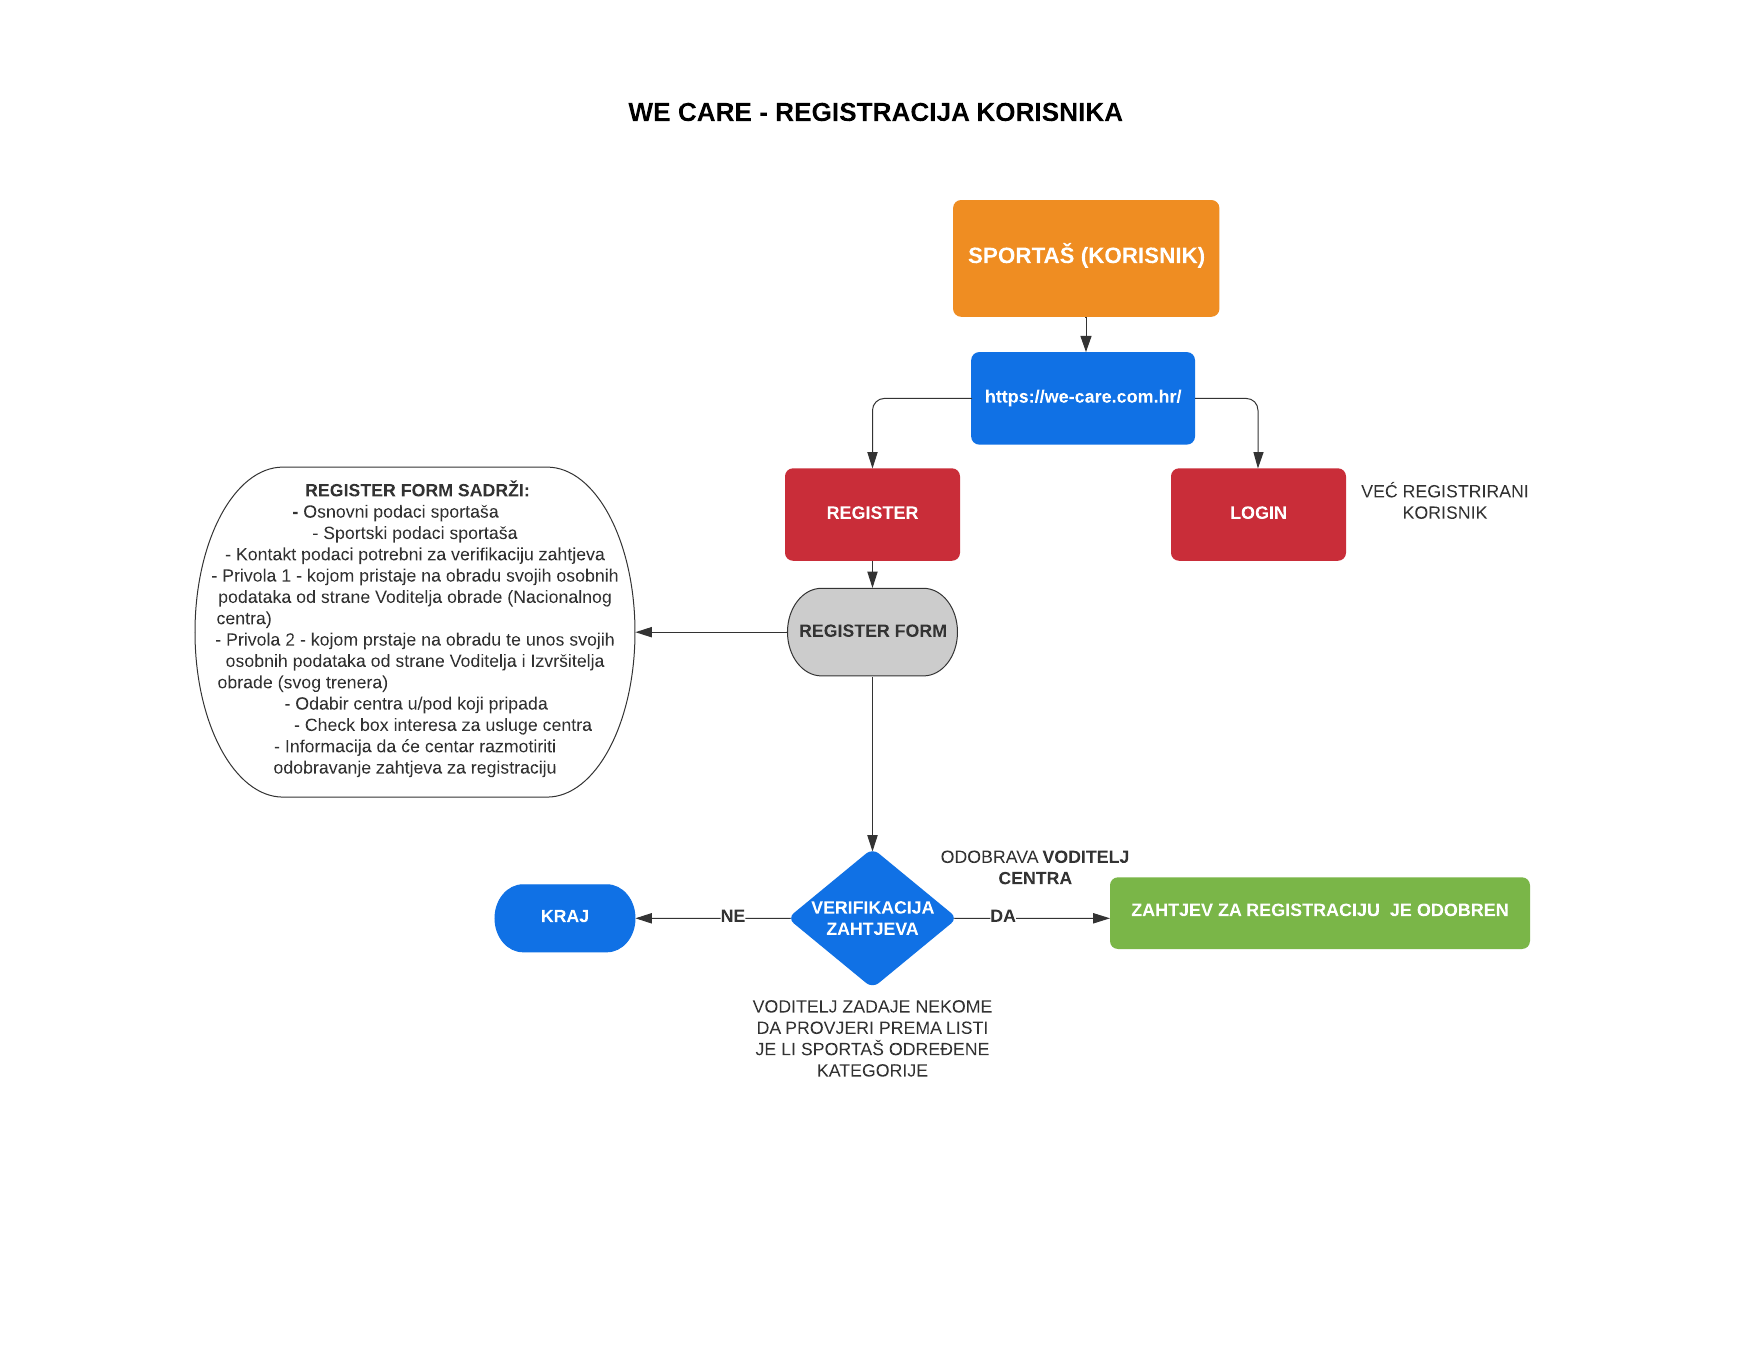 WE CARE - REGISTRACIJA KORISNIKA
SPORTAŠ (KORISNIK)
https://we-care.com.hr/
REGISTER
LOGIN
VEĆ REGISTRIRANI
KORISNIK
REGISTER FORM SADRŽI:
- Osnovni podaci sportaša
- Sportski podaci sportaša
- Kontakt podaci potrebni za verifikaciju zahtjeva
- Privola 1 - kojom pristaje na obradu svojih osobnih
podataka od strane Voditelja obrade (Nacionalnog
centra)
- Privola 2 - kojom prstaje na obradu te unos svojih
osobnih podataka od strane Voditelja i Izvršitelja
obrade (svog trenera)
- Odabir centra u/pod koji pripada
- Check box interesa za usluge centra
- Informacija da će centar razmotiriti
odobravanje zahtjeva za registraciju
REGISTER FORM
ODOBRAVA VODITELJ
CENTRA
KRAJ
NE
VERIFIKACIJA
ZAHTJEVA
DA
ZAHTJEV ZA REGISTRACIJU  JE ODOBREN
VODITELJ ZADAJE NEKOME
DA PROVJERI PREMA LISTI
JE LI SPORTAŠ ODREĐENE
KATEGORIJE